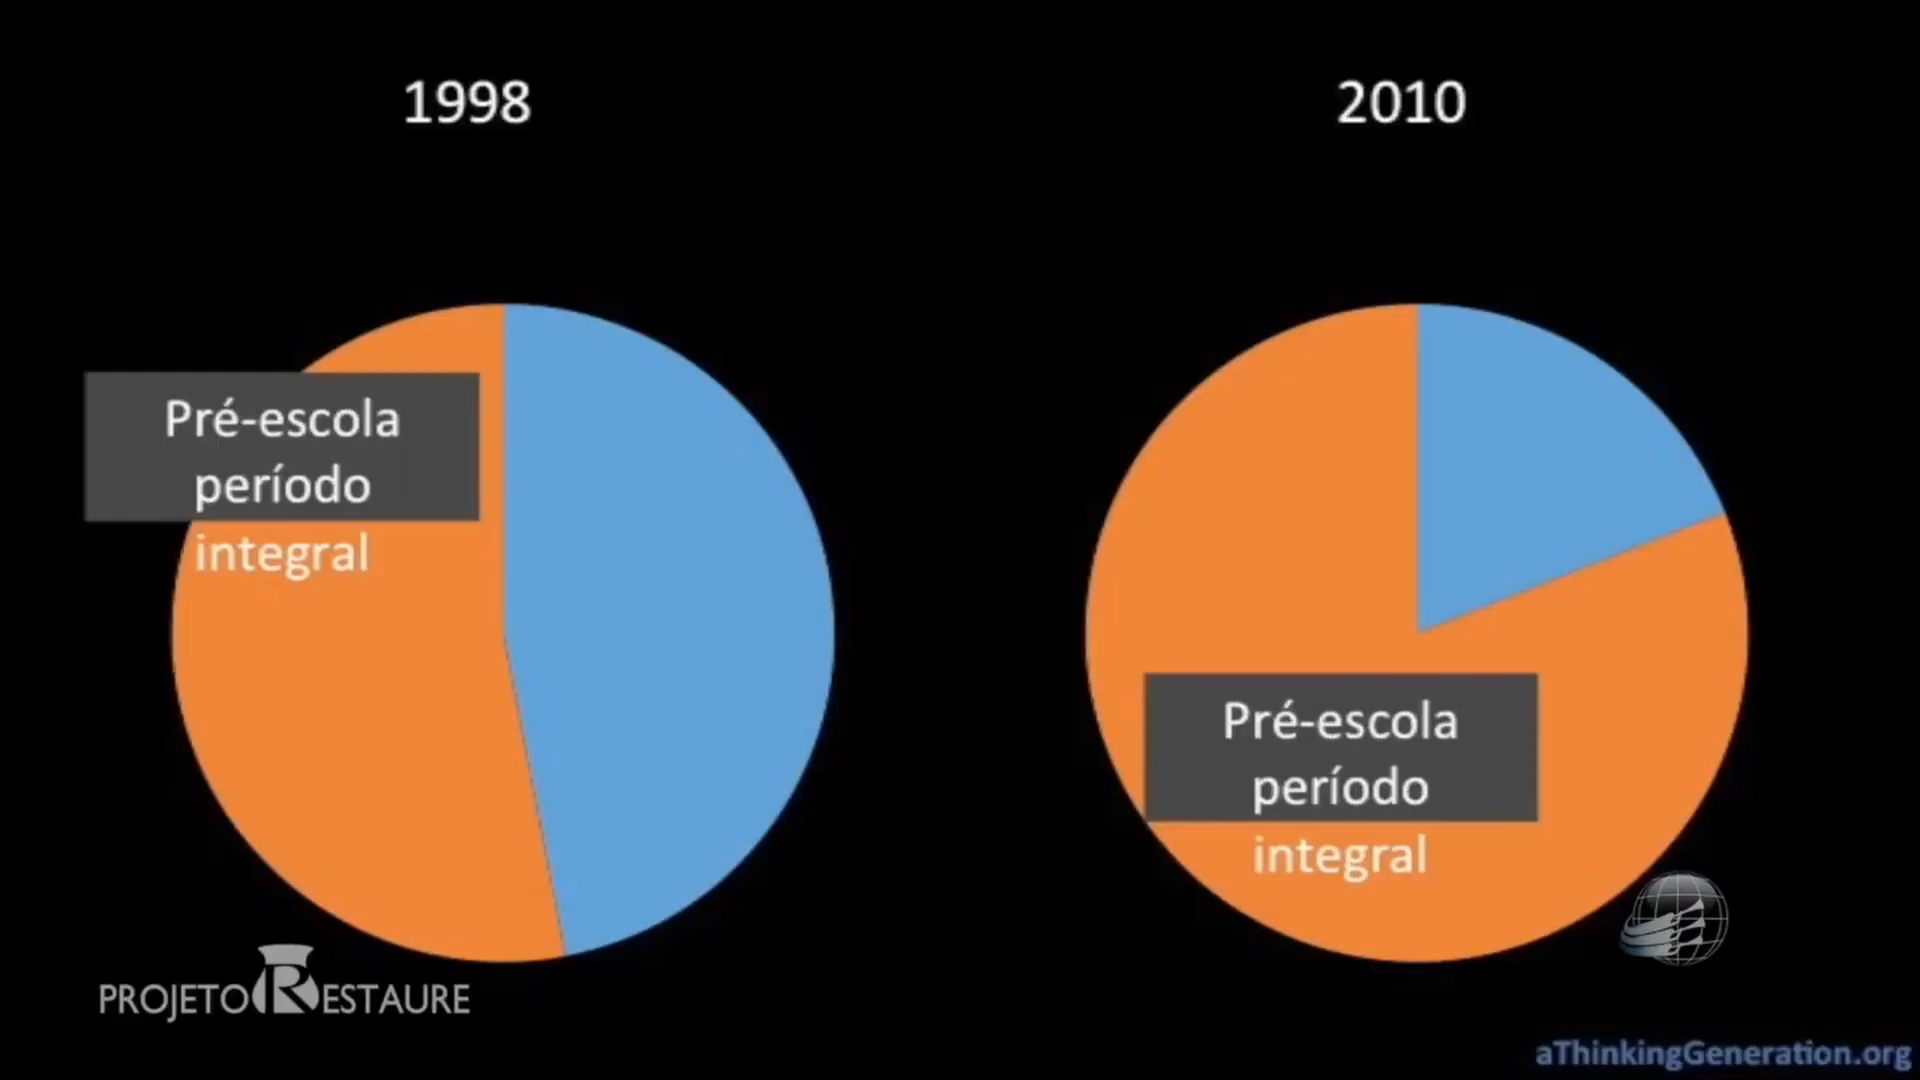 1998
2010
Pré-escola
período
integral
Pré-escola
período
integral
PROJETO RESTAURE
aThinkingGeneration.org